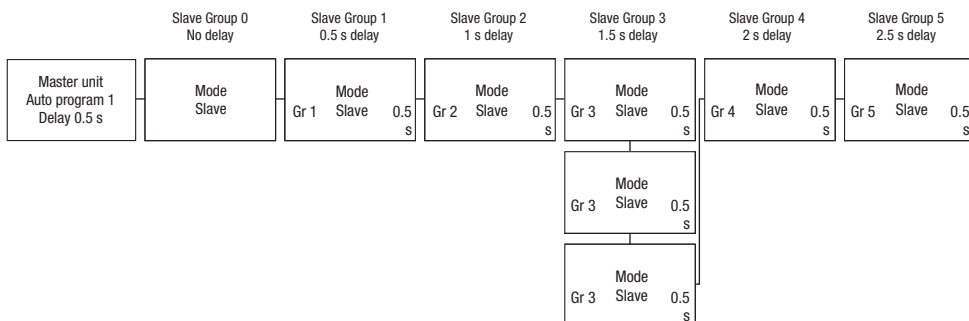 Slave Group 0
No delay
Slave Group 1
0.5 s delay
Slave Group 2
1 s delay
Slave Group 3
1.5 s delay
Slave Group 4
2 s delay
Slave Group 5
2.5 s delay
Master unit
Auto program 1
Delay 0.5 s
Mode
Slave
Mode
Gr 1 Slave 0.5
s
Mode
Gr 2 Slave 0.5
s
Mode
Gr 3 Slave 0.5
s
Mode
Gr 4 Slave 0.5
s
Mode
Gr 5 Slave 0.5
s
Mode
Gr 3 Slave 0.5
s
Mode
Gr 3 Slave 0.5
s